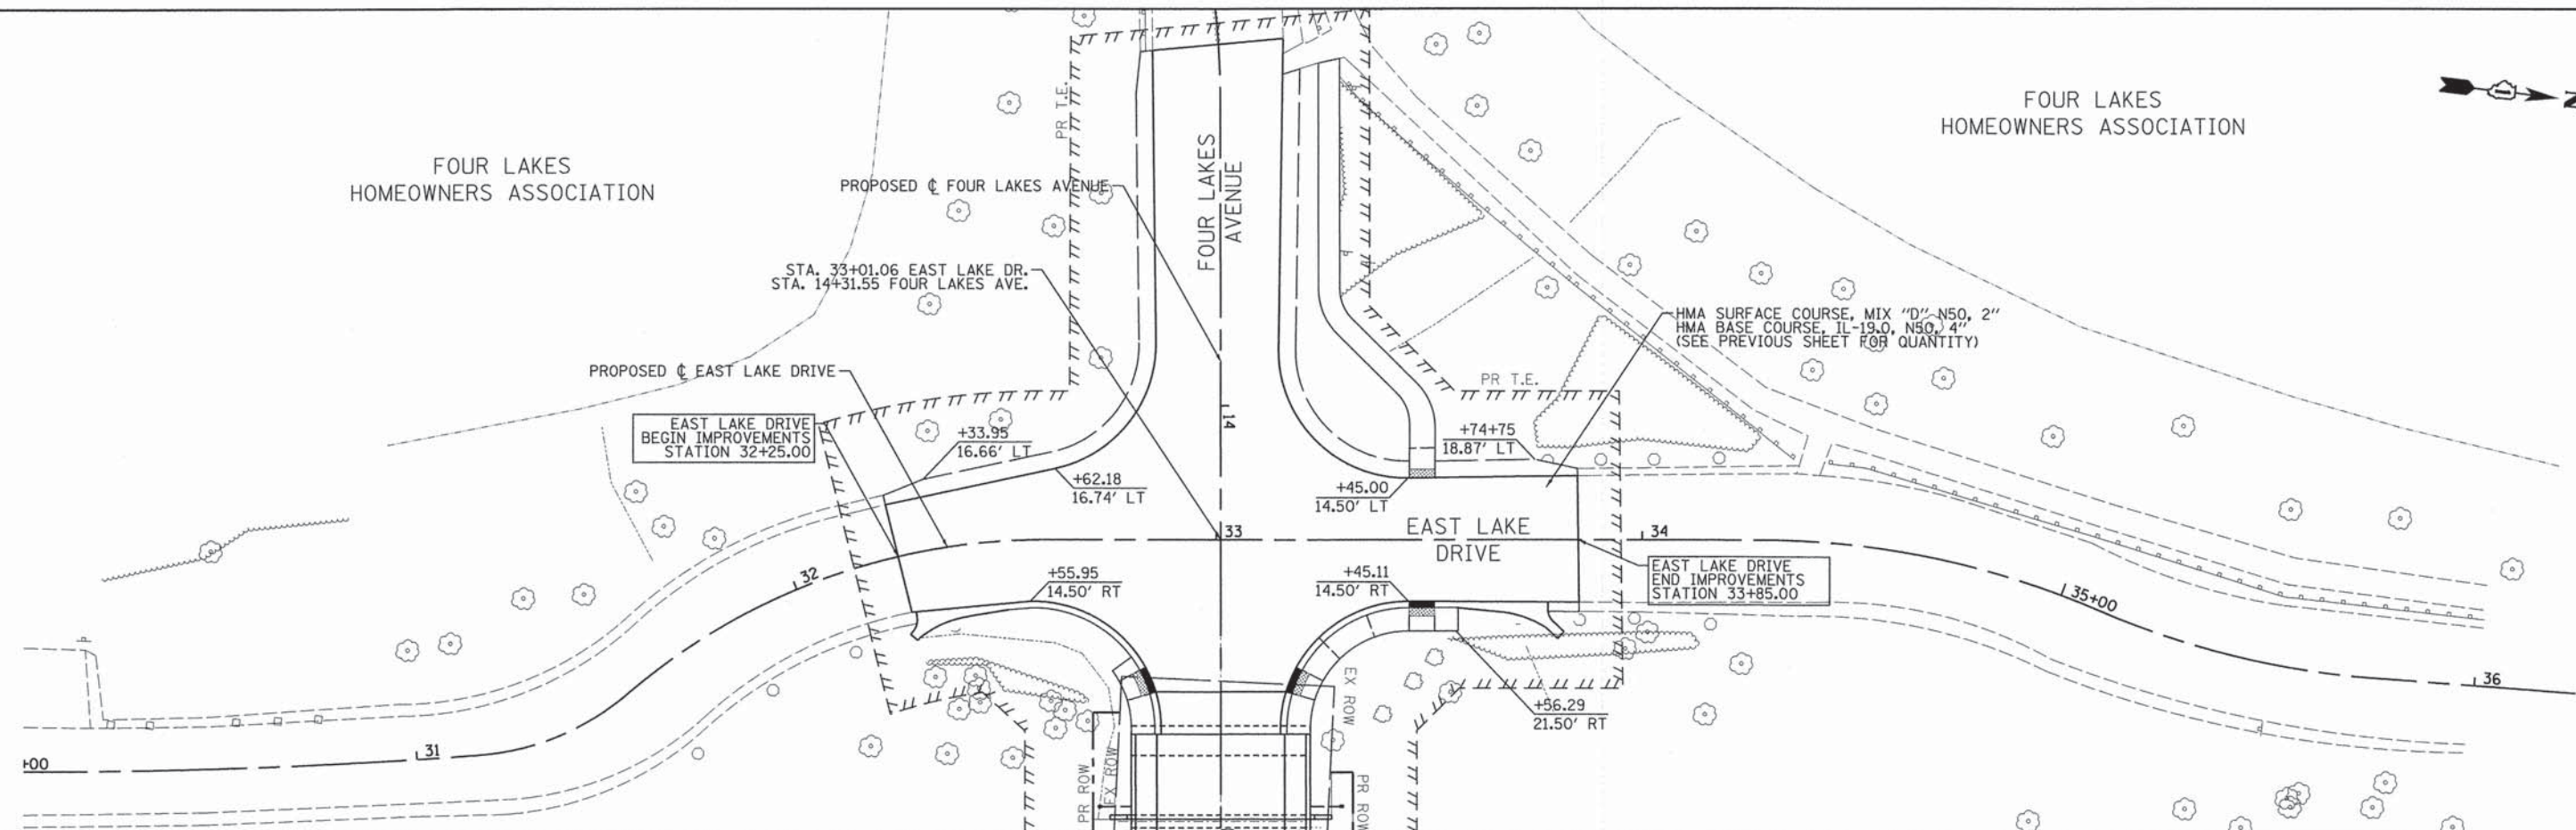 FOUR LAKES
HOMEOWNERS ASSOCIATION
FOUR LAKES
HOMEOWNERS ASSOCIATION
N
PR T.E.
FOUR LAKES
AVENUE
PROPOSED ℄ FOUR LAKES AVENUE
STA. 33+01.06 EAST LAKE DR.
STA. 14+31.55 FOUR LAKES AVE.
HMA SURFACE COURSE, MIX "D", N50, 2"
HMA BASE COURSE, IL-19.0, N50, 4"
(SEE PREVIOUS SHEET FOR QUANTITY)
PROPOSED ℄ EAST LAKE DRIVE
PR T.E.
14
EAST LAKE DRIVE
BEGIN IMPROVEMENTS
STATION 32+25.00
+33.95
16.66' LT
+74+75
18.87' LT
+62.18
16.74' LT
+45.00
14.50' LT
EAST LAKE
DRIVE
33
34
32
+55.95
14.50' RT
+45.11
14.50' RT
EAST LAKE DRIVE
END IMPROVEMENTS
STATION 33+85.00
35+00
36
EX ROW
+56.29
21.50' RT
31
+00
PR ROW
EX ROW
PR ROW